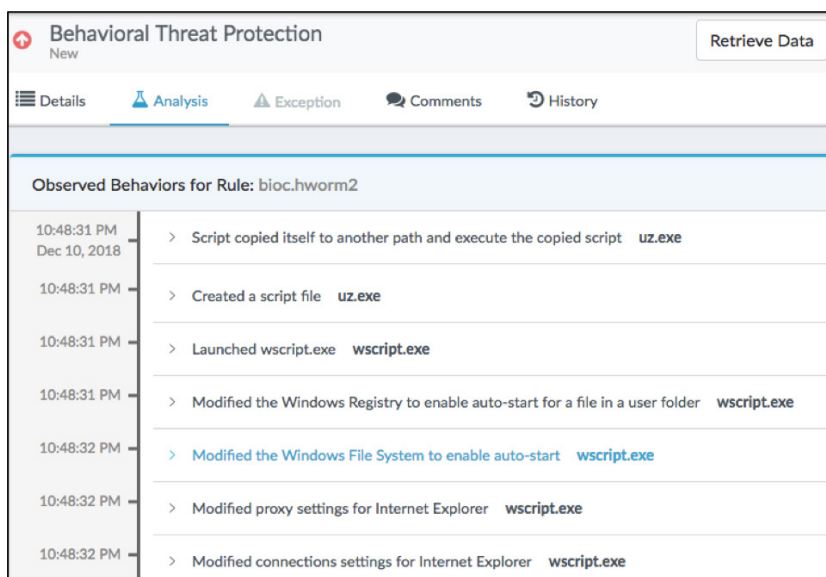 Behavioral Threat Protection
New
Retrieve Data
Details Analysis Exception Comments History
Observed Behaviors for Rule: bioc.hworm2
10:48:31 PM
Dec 10, 2018
Script copied itself to another path and execute the copied script uz.exe
10:48:31 PM Created a script file uz.exe
10:48:31 PM Launched wscript.exe wscript.exe
10:48:31 PM Modified the Windows Registry to enable auto-start for a file in a user folder wscript.exe
10:48:32 PM Modified the Windows File System to enable auto-start wscript.exe
10:48:32 PM Modified proxy settings for Internet Explorer wscript.exe
10:48:32 PM Modified connections settings for Internet Explorer wscript.exe